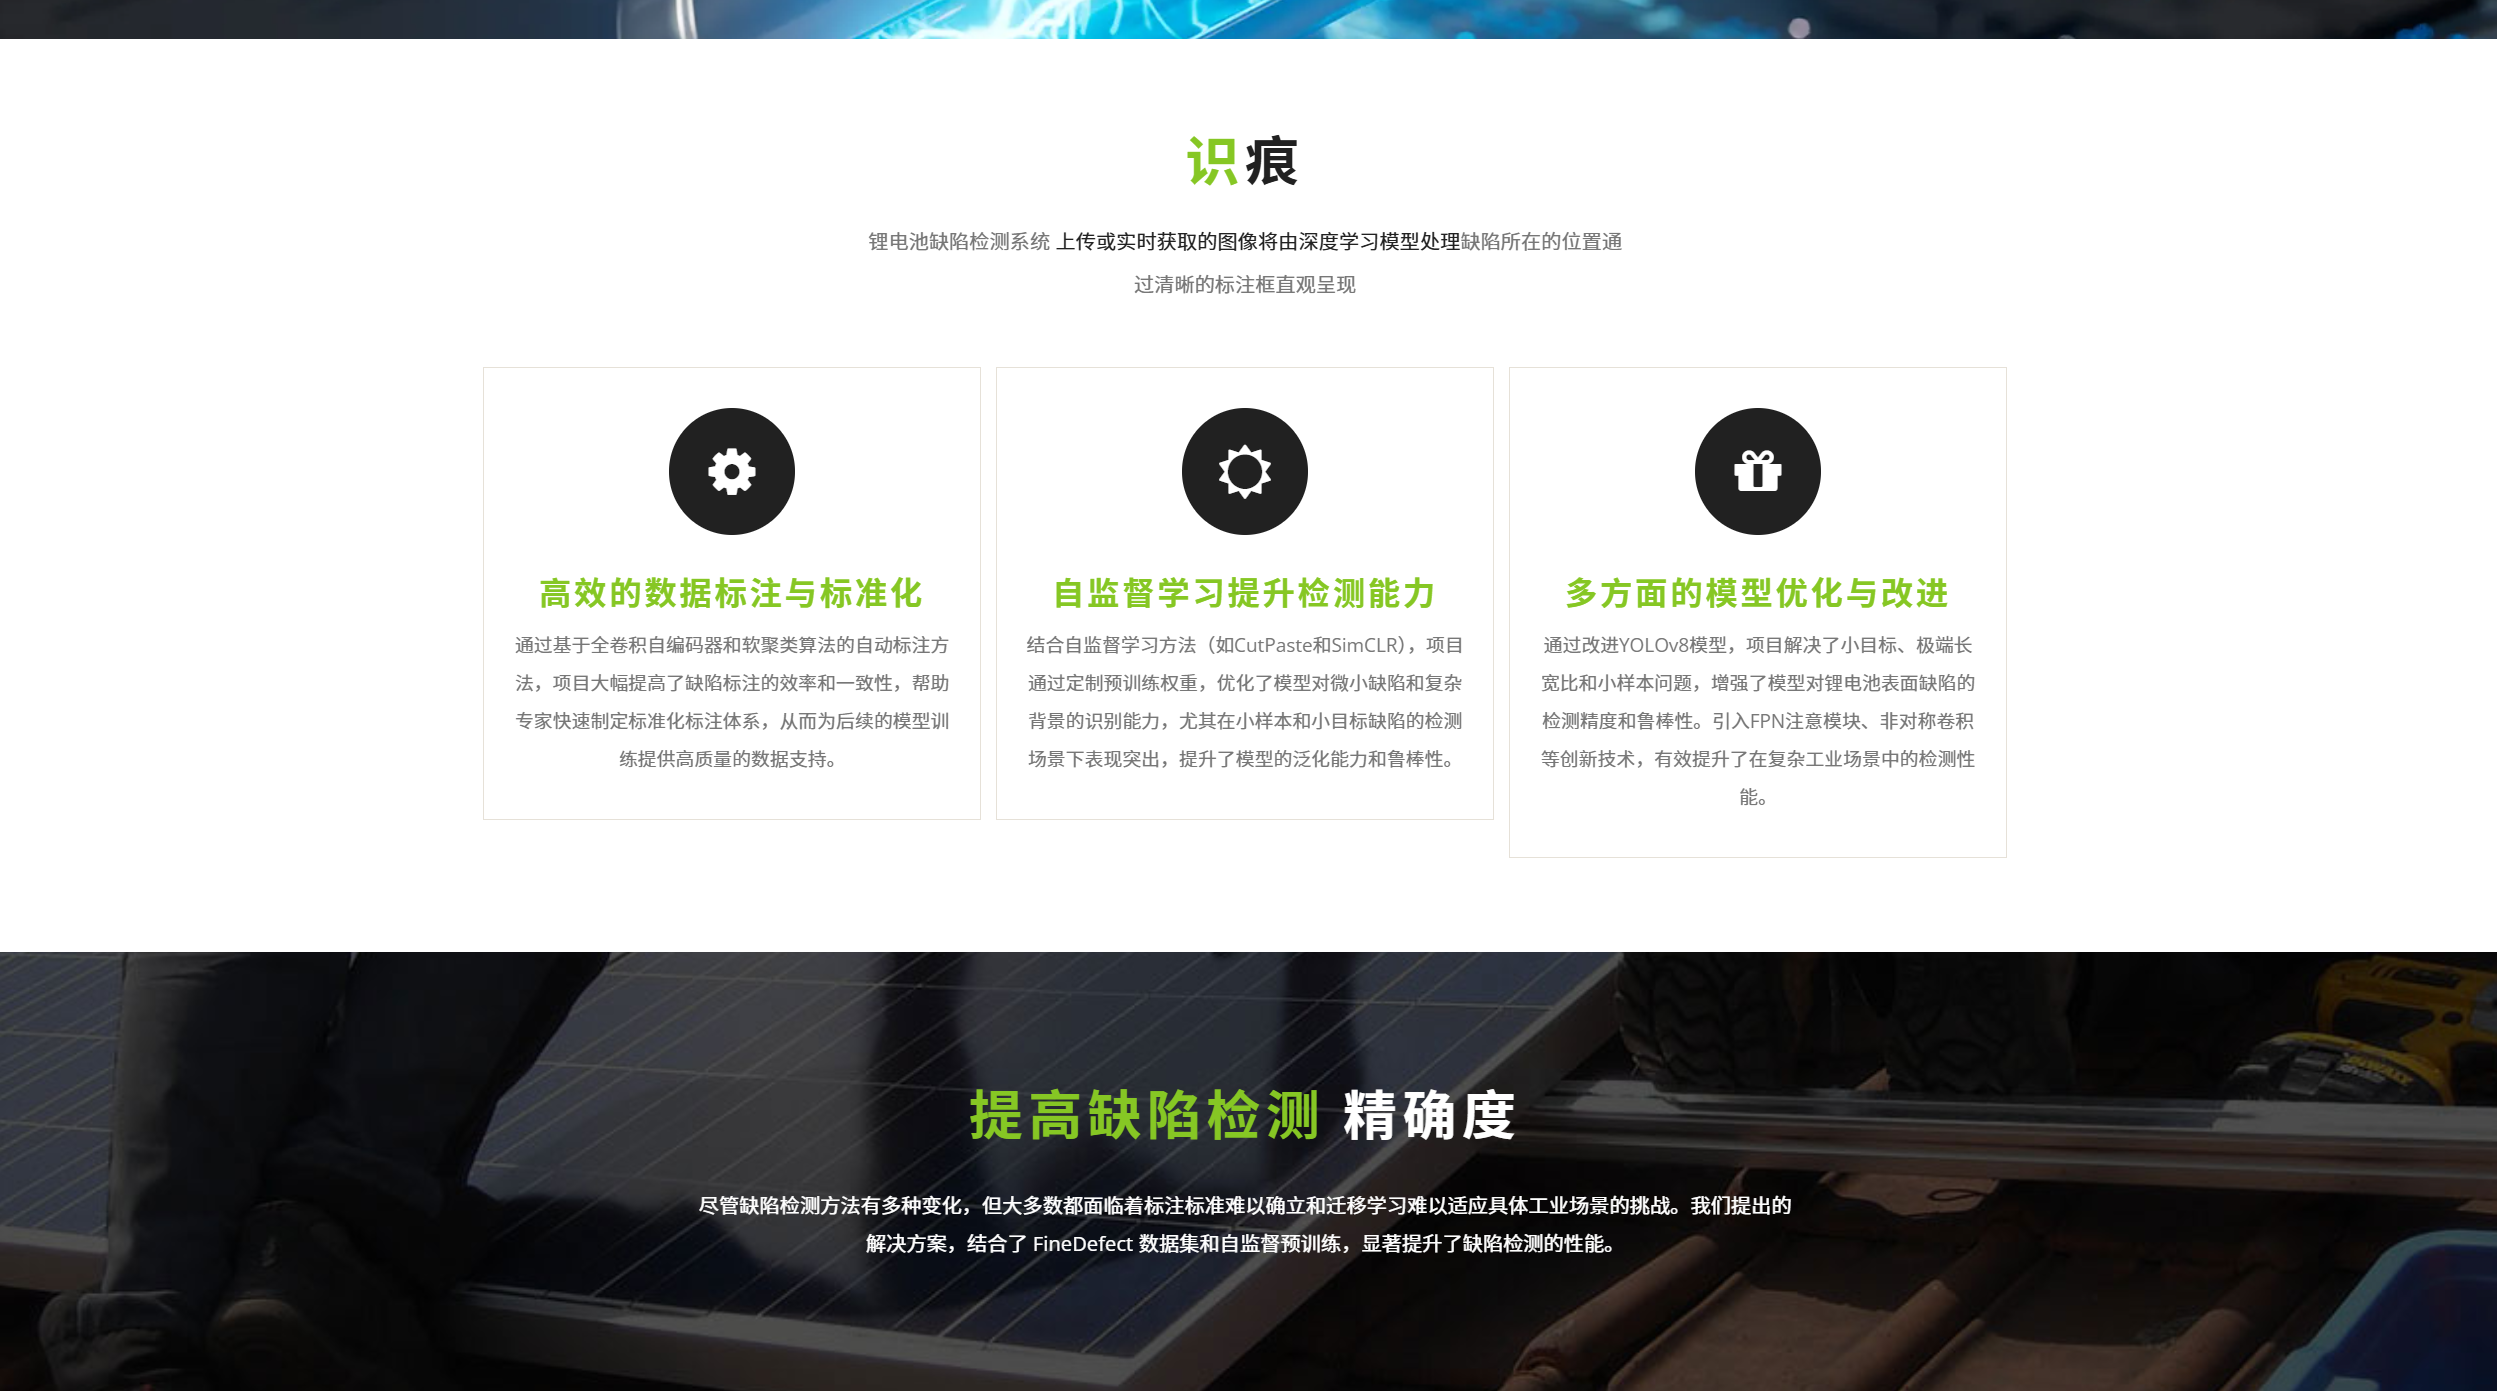 识痕
锂电池缺陷检测系统 上传或实时获取的图像将由深度学习模型处理缺陷所在的位置通
过清晰的标注框直观呈现
高效的数据标注与标准化
通过基于全卷积自编码器和软聚类算法的自动标注方
法，项目大幅提高了缺陷标注的效率和一致性，帮助
专家快速制定标准化标注体系，从而为后续的模型训
练提供高质量的数据支持。
自监督学习提升检测能力
结合自监督学习方法（如CutPaste和SimCLR），项目
通过定制预训练权重，优化了模型对微小缺陷和复杂
背景的识别能力，尤其在小样本和小目标缺陷的检测
场景下表现突出，提升了模型的泛化能力和鲁棒性。
多方面的模型优化与改进
通过改进YOLOv8模型，项目解决了小目标、极端长
宽比和小样本问题，增强了模型对锂电池表面缺陷的
检测精度和鲁棒性。引入FPN注意模块、非对称卷积
等创新技术，有效提升了在复杂工业场景中的检测性
能。
提高缺陷检测 精确度
尽管缺陷检测方法有多种变化，但大多数都面临着标注标准难以确立和迁移学习难以适应具体工业场景的挑战。我们提出的
解决方案，结合了 FineDefect 数据集和自监督预训练，显著提升了缺陷检测的性能。
DEWALT